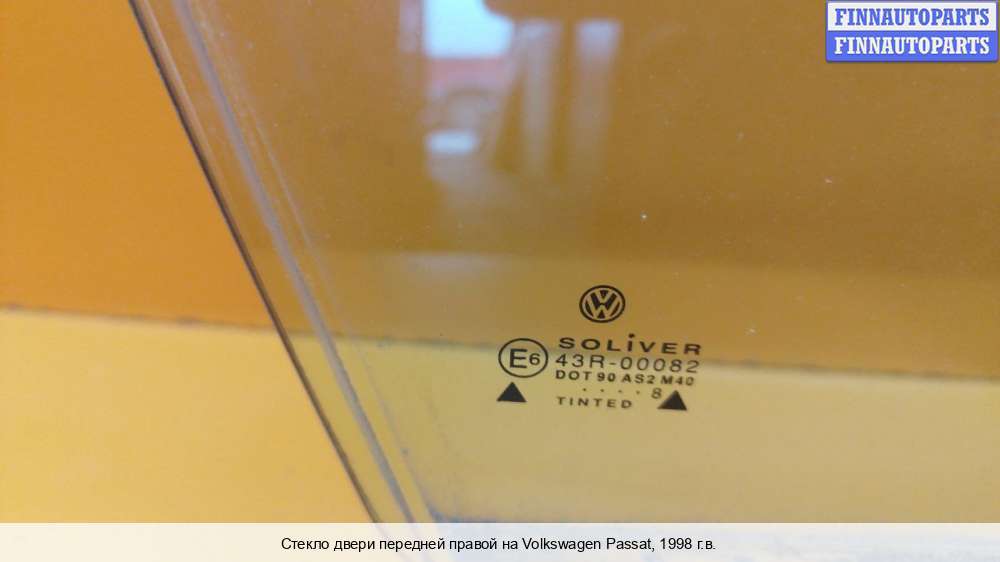 FINNAUTOPARTS
FINNAUTOPARTS
SOLiVER
E6 43R-00082
DOT 90 AS2 M40
. . . . 8
TINTED
Стекло двери передней правой на Volkswagen Passat, 1998 г.в.